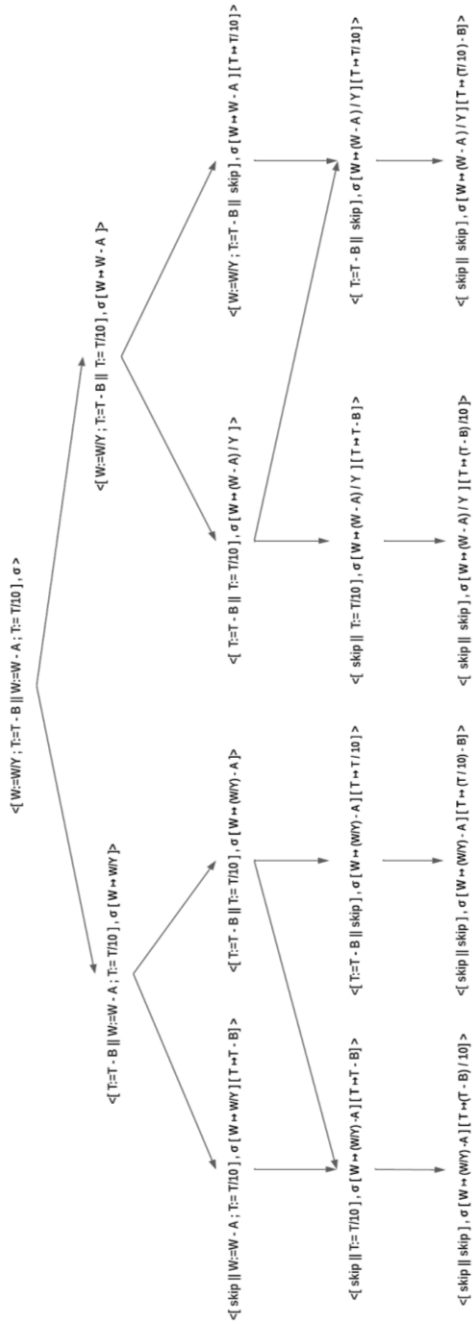 <[ W:=W/Y ; T:=T - B || W:=W - A ; T:= T/10 ] , σ>
<[ T:=T - B || W:=W - A ; T:= T/10 ] , σ [ W ↦ W/Y ]>
<[ W:=W/Y ; T:=T - B || T:= T/10 ] , σ [ W ↦ W - A ]>
<[ skip || W:=W - A ; T:= T/10 ] , σ [ W ↦ W/Y ] [ T ↦ T - B ]>
<[ T:=T - B || T:= T/10 ] , σ [ W ↦ (W/Y) - A ]>
<[ T:=T - B || T:= T/10 ] , σ [ W ↦ (W - A) / Y ]>
<[ W:=W/Y ; T:=T - B || skip ] , σ [ W ↦ W - A ] [ T ↦ T/10 ]>
<[ skip || T:= T/10 ] , σ [ W ↦ (W/Y) - A ] [ T ↦ T - B ]>
<[ T:=T - B || skip ] , σ [ W ↦ (W/Y) - A ] [ T ↦ T/10 ]>
<[ skip || T:= T/10 ] , σ [ W ↦ (W - A) / Y ] [ T ↦ T - B ]>
<[ T:=T - B || skip ] , σ [ W ↦ (W - A) / Y ] [ T ↦ T/10 ]>
<[ skip || skip ] , σ [ W ↦ (W/Y) - A ] [ T ↦ (T - B) / 10 ]>
<[ skip || skip ] , σ [ W ↦ (W/Y) - A ] [ T ↦ (T/10) - B ]>
<[ skip || skip ] , σ [ W ↦ (W - A) / Y ] [ T ↦ (T - B)/10 ]>
<[ skip || skip ] , σ [ W ↦ (W - A) / Y ] [ T ↦ (T/10) - B ]>